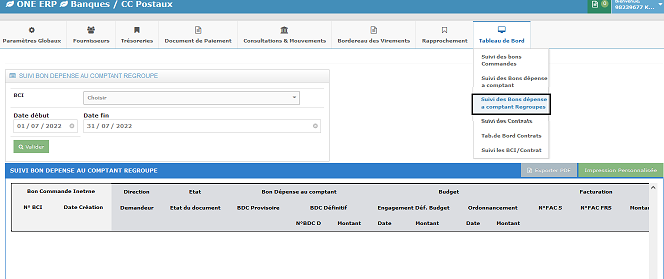 ONE ERP Banques / CC Postaux
Bienvenue,
98339677 K...
Paramètres Globaux
Fournisseurs
Trésoreries
Document de Paiement
Consultations & Mouvements
Bordereau des Virements
Rapprochement
Tableau de Bord
Suivi des bons
Commandes
Suivi des Bons dépense
a comptant
Suivi des Bons dépense
a comptant Regroupes
Suivi des Contrats
Tab.de Bord Contrats
Suivi les BCI/Contrat
SUIVI BON DEPENSE AU COMPTANT REGROUPE
BCI
Choisir
Date début
Date fin
01 / 07 / 2022
31 / 07 / 2022
Valider
SUIVI BON DEPENSE AU COMPTANT REGROUPE
Exporter PDF
Impression Personnalisée
Bon Commande Inetrne
Direction
Etat
Bon Dépense au comptant
Budget
Facturation
N° BCI
Date Création
Demandeur
Etat du document
BDC Provisoire
BDC Définitif
Engagement Déf. Budget
Ordonnancement
N°FAC S
N°FAC FRS
Montan
N°BDC D
Montant
Date
Montant
Date
Montant